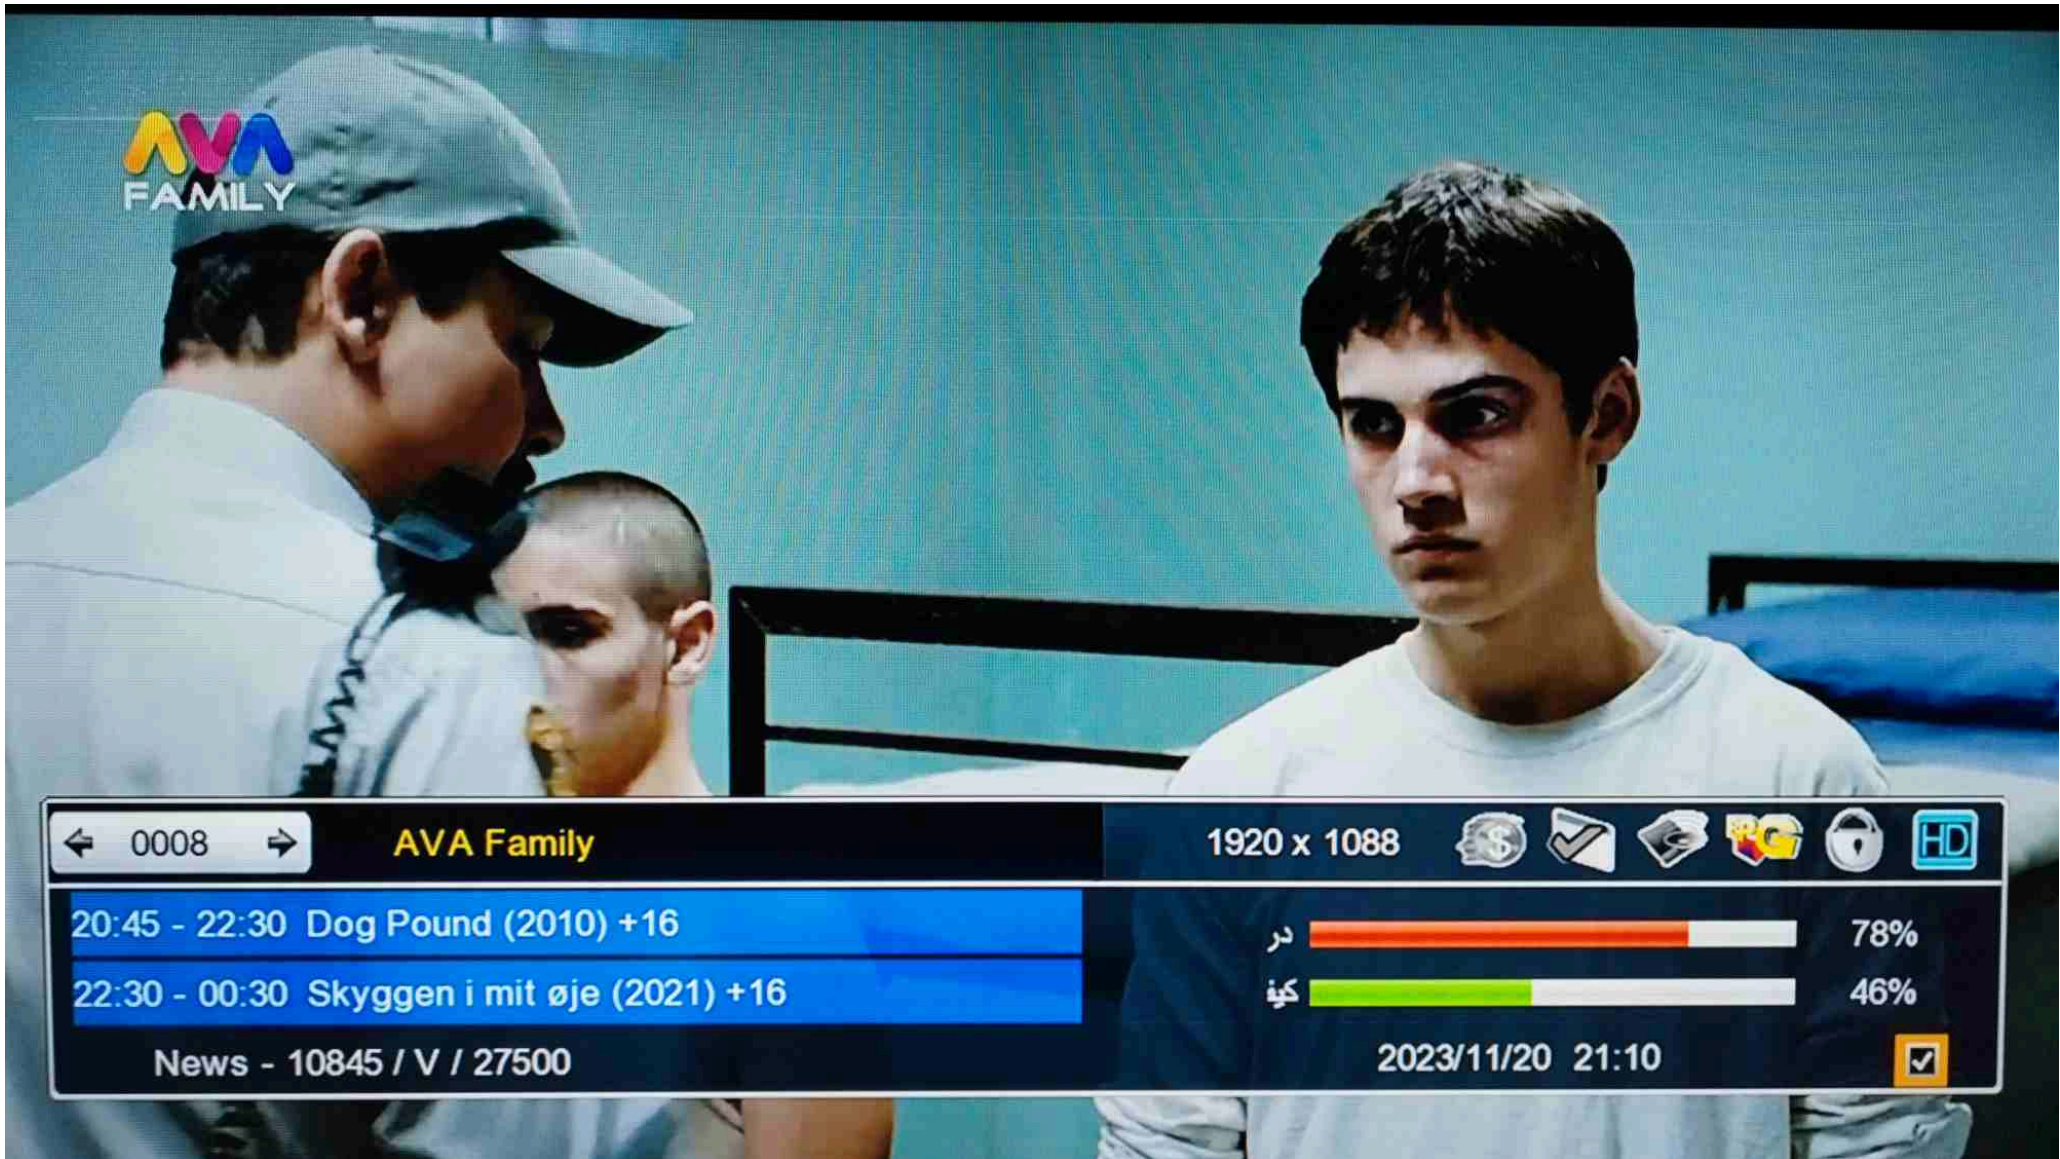 AVA
FAMILY
0008 AVA Family 1920 x 1088 HD
20:45 - 22:30 Dog Pound (2010) +16
در 78%
22:30 - 00:30 Skyggen i mit øje (2021) +16
کیف 46%
News - 10845 / V / 27500
2023/11/20 21:10